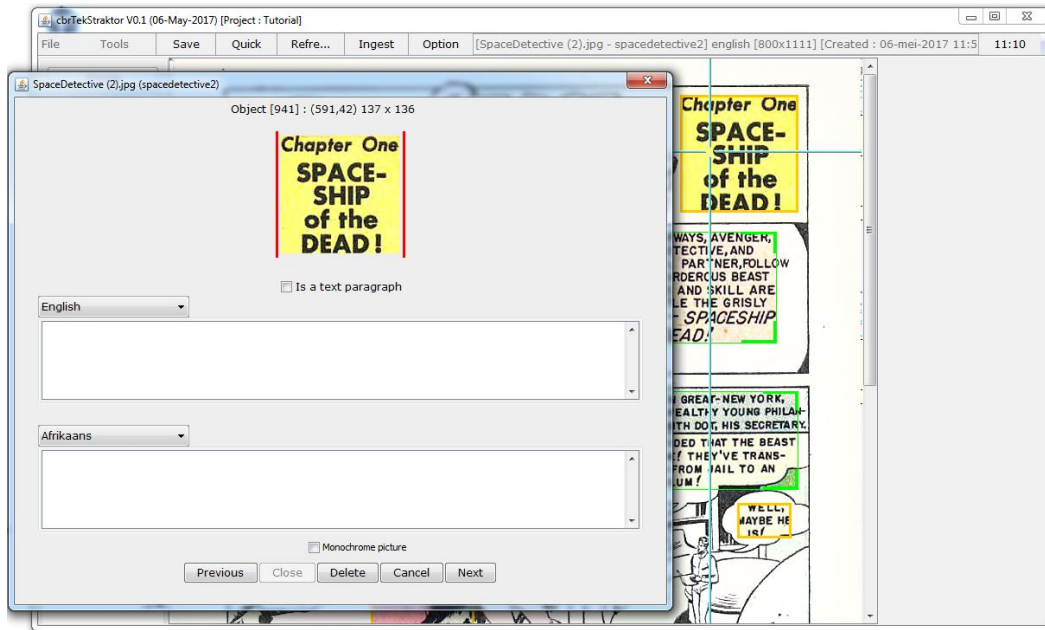 cbrTekStraktor V0.1 (06-May-2017) [Project : Tutorial]
File Tools Save Quick Refre... Ingest Option [SpaceDetective (2).jpg - spacedetective2] english [800x1111] [Created : 06-mei-2017 11:5 11:10
SpaceDetective (2).jpg (spacedetective2)
Object [941] : (591,42) 137 x 136
Chapter One
SPACE-
SHIP
of the
DEAD!
Is a text paragraph
English
Afrikaans
Monochrome picture
Previous Close Delete Cancel Next
Chapter One
SPACE-
SHIP
of the
DEAD!
WAYS, AVENGER,
TECTIVE, AND
PARTNER, FOLLOW
RDEROUS BEAST
AND SKILL ARE
LE THE GRISLY
- SPACESHIP
EAD!
GREAT-NEW YORK,
EALTHY YOUNG PHILAN-
ITH DOT, HIS SECRETARY.
DED THAT THE BEAST
! THEY'VE TRANS-
FROM JAIL TO AN
LUM!
WELL,
MAYBE HE
IS!